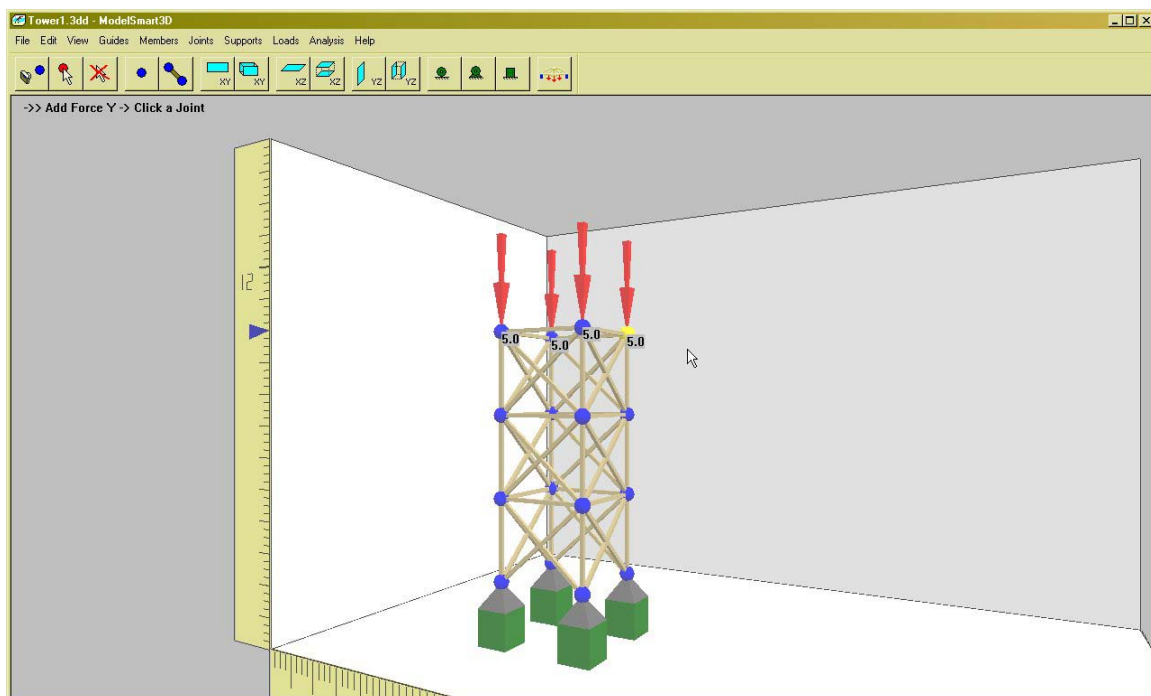 Tower1.3dd - ModelSmart3D
File Edit View Guides Members Joints Supports Loads Analysis Help
XY XY XZ XZ YZ YZ
->> Add Force Y -> Click a Joint
12
5.0 5.0 5.0 5.0